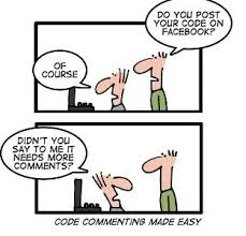 DO YOU POST
YOUR CODE ON
FACEBOOK?
OF
COURSE
DIDN'T YOU
SAY TO ME IT
NEEDS MORE
COMMENTS?
CODE COMMENTING MADE EASY